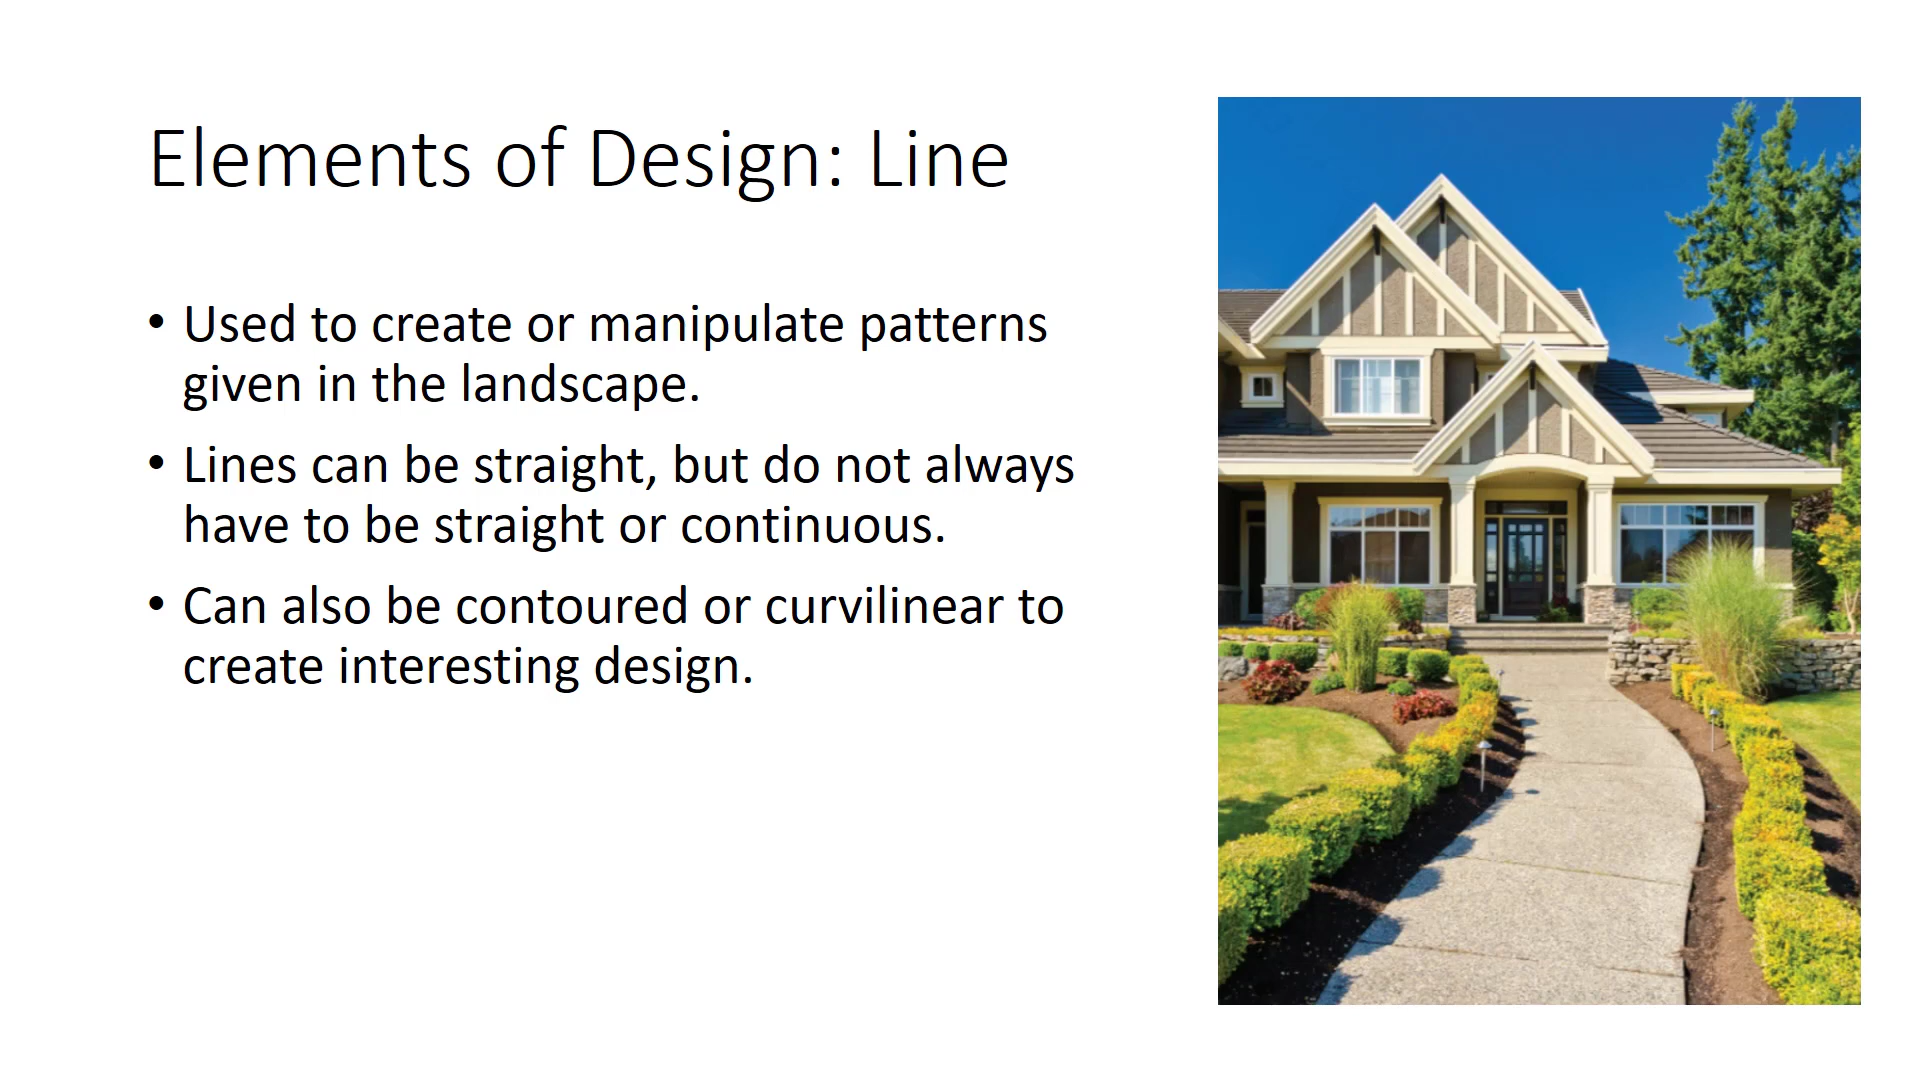 Elements of Design: Line
• Used to create or manipulate patterns
given in the landscape.
• Lines can be straight, but do not always
have to be straight or continuous.
• Can also be contoured or curvilinear to
create interesting design.